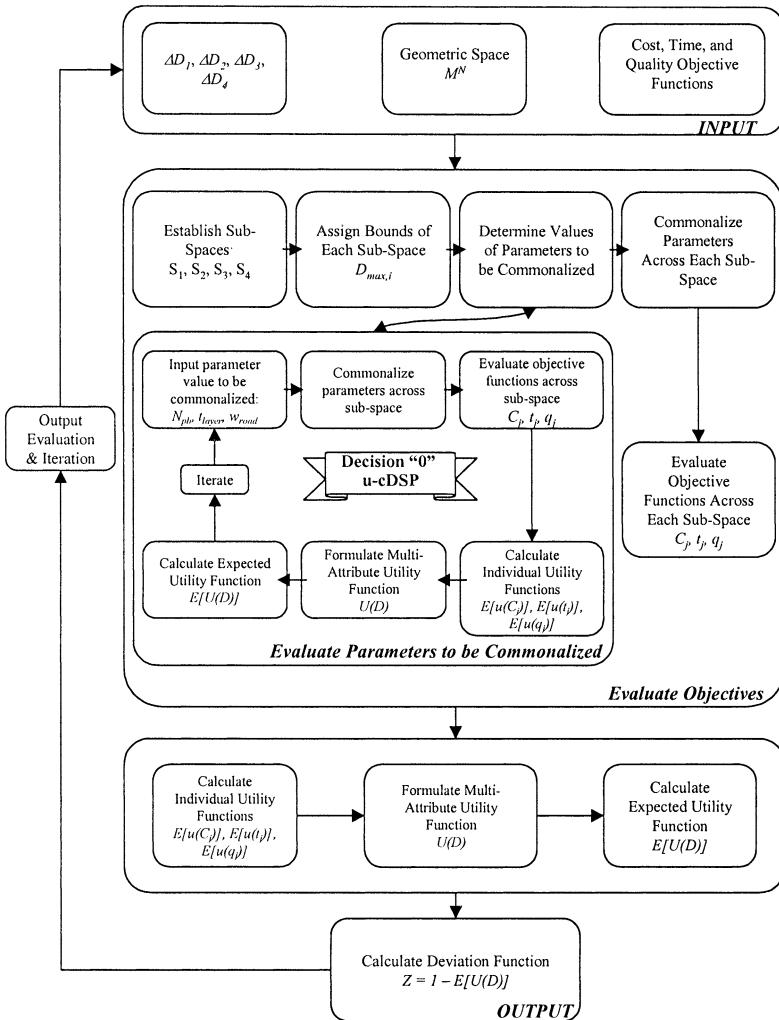 ΔD1, ΔD2, ΔD3,
ΔD4
Geometric Space
M^N
Cost, Time, and
Quality Objective
Functions
INPUT
Establish Sub-
Spaces:
S1, S2, S3, S4
Assign Bounds of
Each Sub-Space
Dmax,i
Determine Values
of Parameters to
be Commonalized
Commonalize
Parameters
Across Each Sub-
Space
Input parameter
value to be
commonalized:
Npb, tlayer, wroad
Commonalize
parameters across
sub-space
Evaluate objective
functions across
sub-space
Cj, tj, qj
Output
Evaluation
& Iteration
Iterate
Decision “0”
u-cDSP
Evaluate
Objective
Functions Across
Each Sub-Space
Cj, tj, qj
Calculate Expected
Utility Function
E[U(D)]
Formulate Multi-
Attribute Utility
Function
U(D)
Calculate
Individual Utility
Functions
E[u(Cj)], E[u(tj)],
E[u(qj)]
Evaluate Parameters to be Commonalized
Evaluate Objectives
Calculate
Individual Utility
Functions
E[u(Cj)], E[u(tj)],
E[u(qj)]
Formulate Multi-
Attribute Utility
Function
U(D)
Calculate
Expected Utility
Function
E[U(D)]
Calculate Deviation Function
Z = 1 – E[U(D)]
OUTPUT